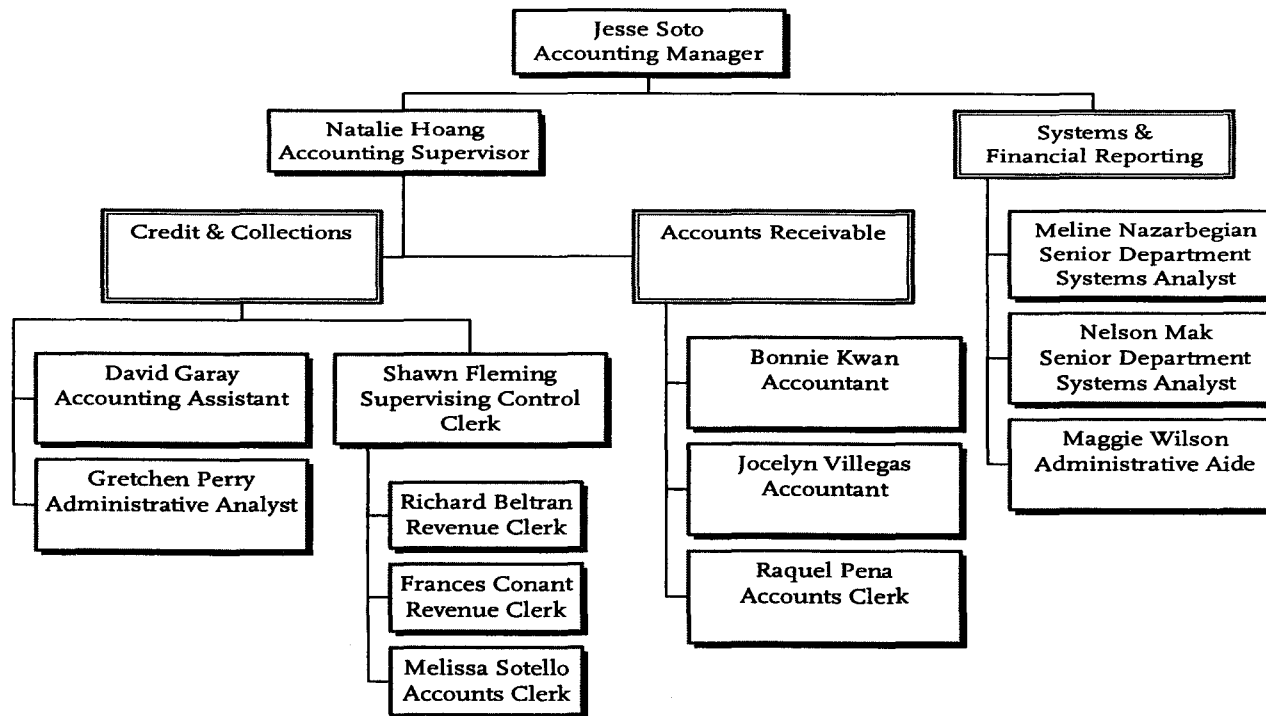 Jesse Soto
Accounting Manager
Natalie Hoang
Accounting Supervisor
Systems &
Financial Reporting
Credit & Collections
Accounts Receivable
Meline Nazarbegian
Senior Department
Systems Analyst
Nelson Mak
Senior Department
Systems Analyst
Maggie Wilson
Administrative Aide
David Garay
Accounting Assistant
Gretchen Perry
Administrative Analyst
Shawn Fleming
Supervising Control
Clerk
Richard Beltran
Revenue Clerk
Frances Conant
Revenue Clerk
Melissa Sotello
Accounts Clerk
Bonnie Kwan
Accountant
Jocelyn Villegas
Accountant
Raquel Pena
Accounts Clerk